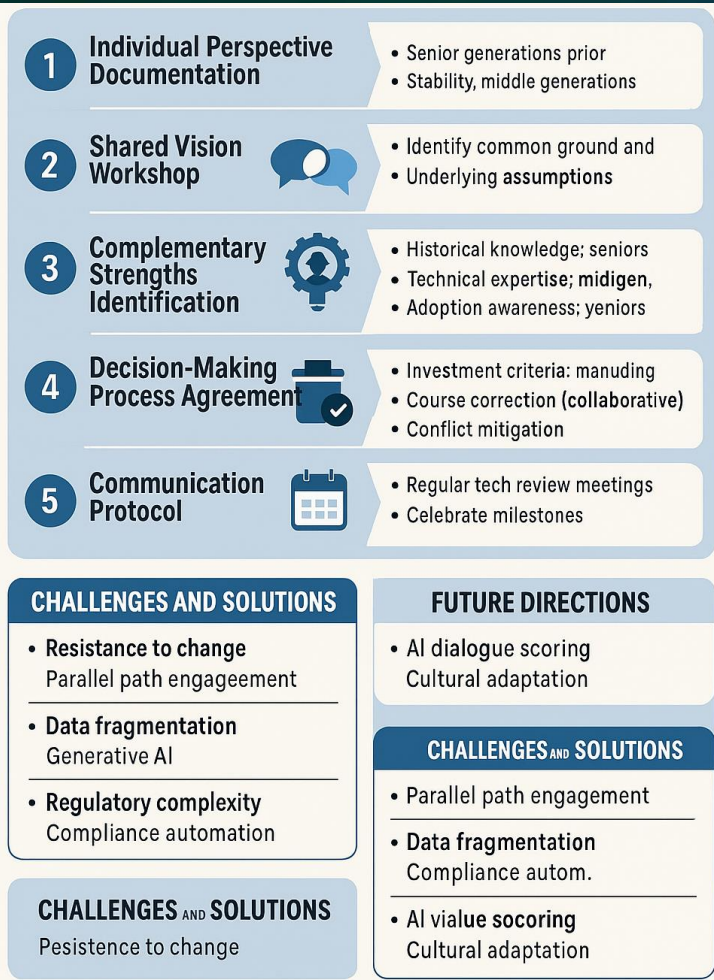 1
Individual Perspective
Documentation
• Senior generations prior
• Stability, middle generations
2
Shared Vision
Workshop
• Identify common ground and
• Underlying assumptions
3
Complementary
Strengths
Identification
• Historical knowledge; seniors
• Technical expertise; midigen,
• Adoption awareness; yeniors
4
Decision-Making
Process Agreement
• Investment criteria: manuding
• Course correction (collaborative)
• Conflict mitigation
5
Communication
Protocol
• Regular tech review meetings
• Celebrate milestones
CHALLENGES AND SOLUTIONS
• Resistance to change
Parallel path engageement
• Data fragmentation
Generative AI
• Regulatory complexity
Compliance automation
CHALLENGES AND SOLUTIONS
Pesistence to change
FUTURE DIRECTIONS
• AI dialogue scoring
Cultural adaptation
CHALLENGES AND SOLUTIONS
• Parallel path engagement
• Data fragmentation
Compliance autom.
• AI vialue socoring
Cultural adaptation